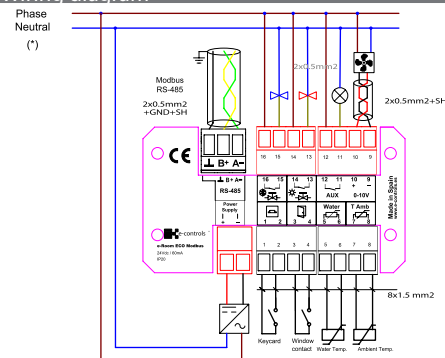 wiring diagram
Phase
Neutral
(*)
Modbus
RS-485
2x0.5mm2
+GND+SH
2x0.5mm2
2x0.5mm2+SH
B+ A-
16 15 14 13 12 11 10 9
B+ A-
RS-485
Power
Supply
+ -
16 15 14 13 12 11 10 9
+ -
AUX 0-10V
Water T Amb
1 2 3 4 5 6 7 8
Made in Spain
www.e-controls.es
e-controls
e-Room ECO Modbus
24Vdc / 60mA
IP20
1 2 3 4 5 6 7 8
8x1.5 mm2
Keycard
Window
contact
Water Temp.
Ambient Temp.